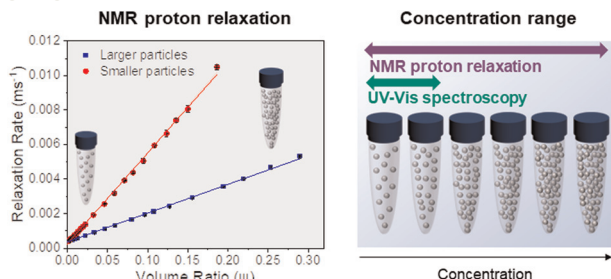 NMR proton relaxation
Relaxation Rate (ms⁻¹)
0.012
0.010
0.008
0.006
0.004
0.002
0.000
Larger particles
Smaller particles
0.00 0.05 0.10 0.15 0.20 0.25 0.30
Volume Ratio (ψ)
Concentration range
NMR proton relaxation
UV-Vis spectroscopy
Concentration